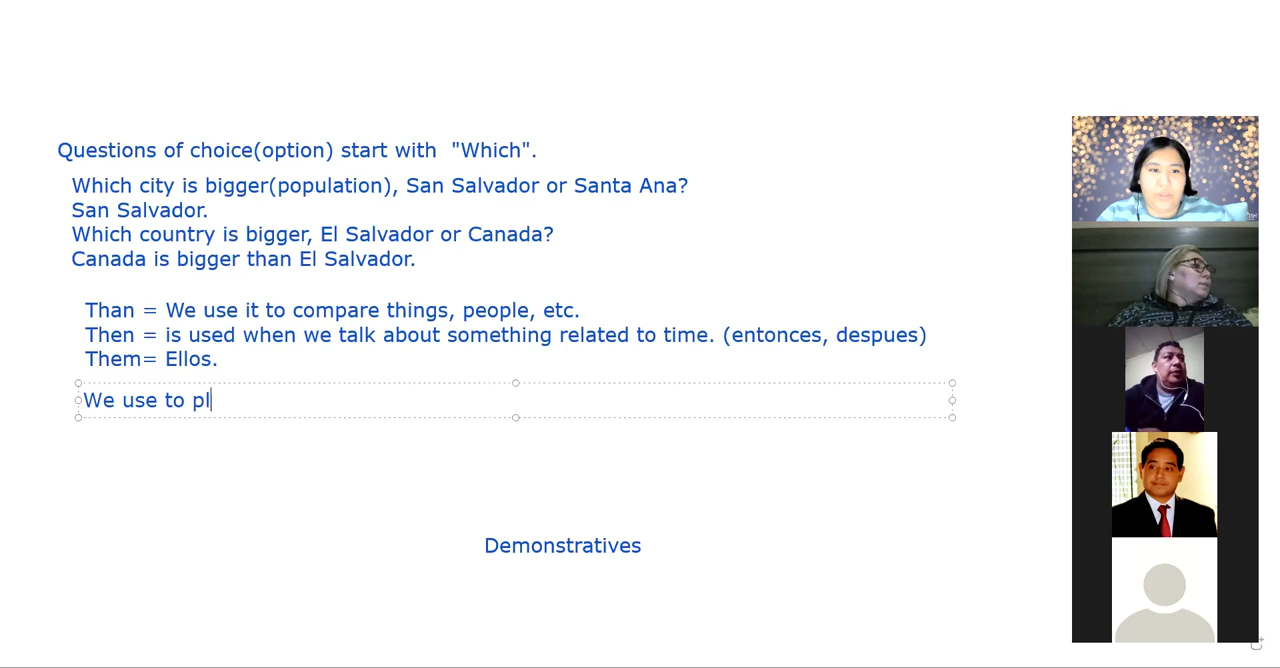 Questions of choice(option) start with  "Which".
Which city is bigger(population), San Salvador or Santa Ana?
San Salvador.
Which country is bigger, El Salvador or Canada?
Canada is bigger than El Salvador.
Than = We use it to compare things, people, etc.
Then = is used when we talk about something related to time. (entonces, despues)
Them= Ellos.
We use to pl
Demonstratives